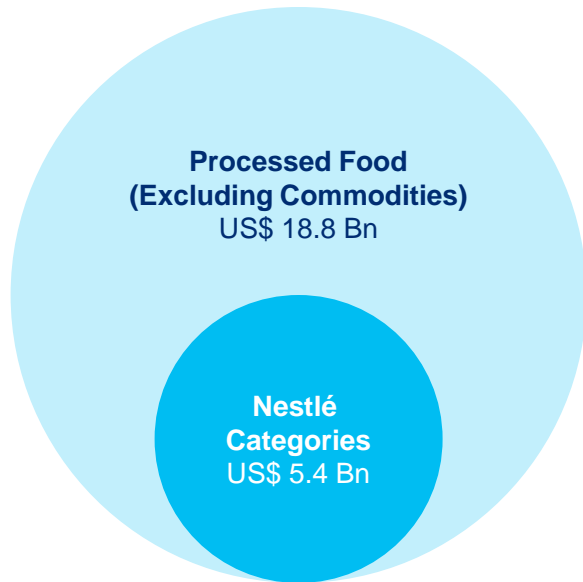 Processed Food
(Excluding Commodities)
US$ 18.8 Bn
Nestlé
Categories
US$ 5.4 Bn